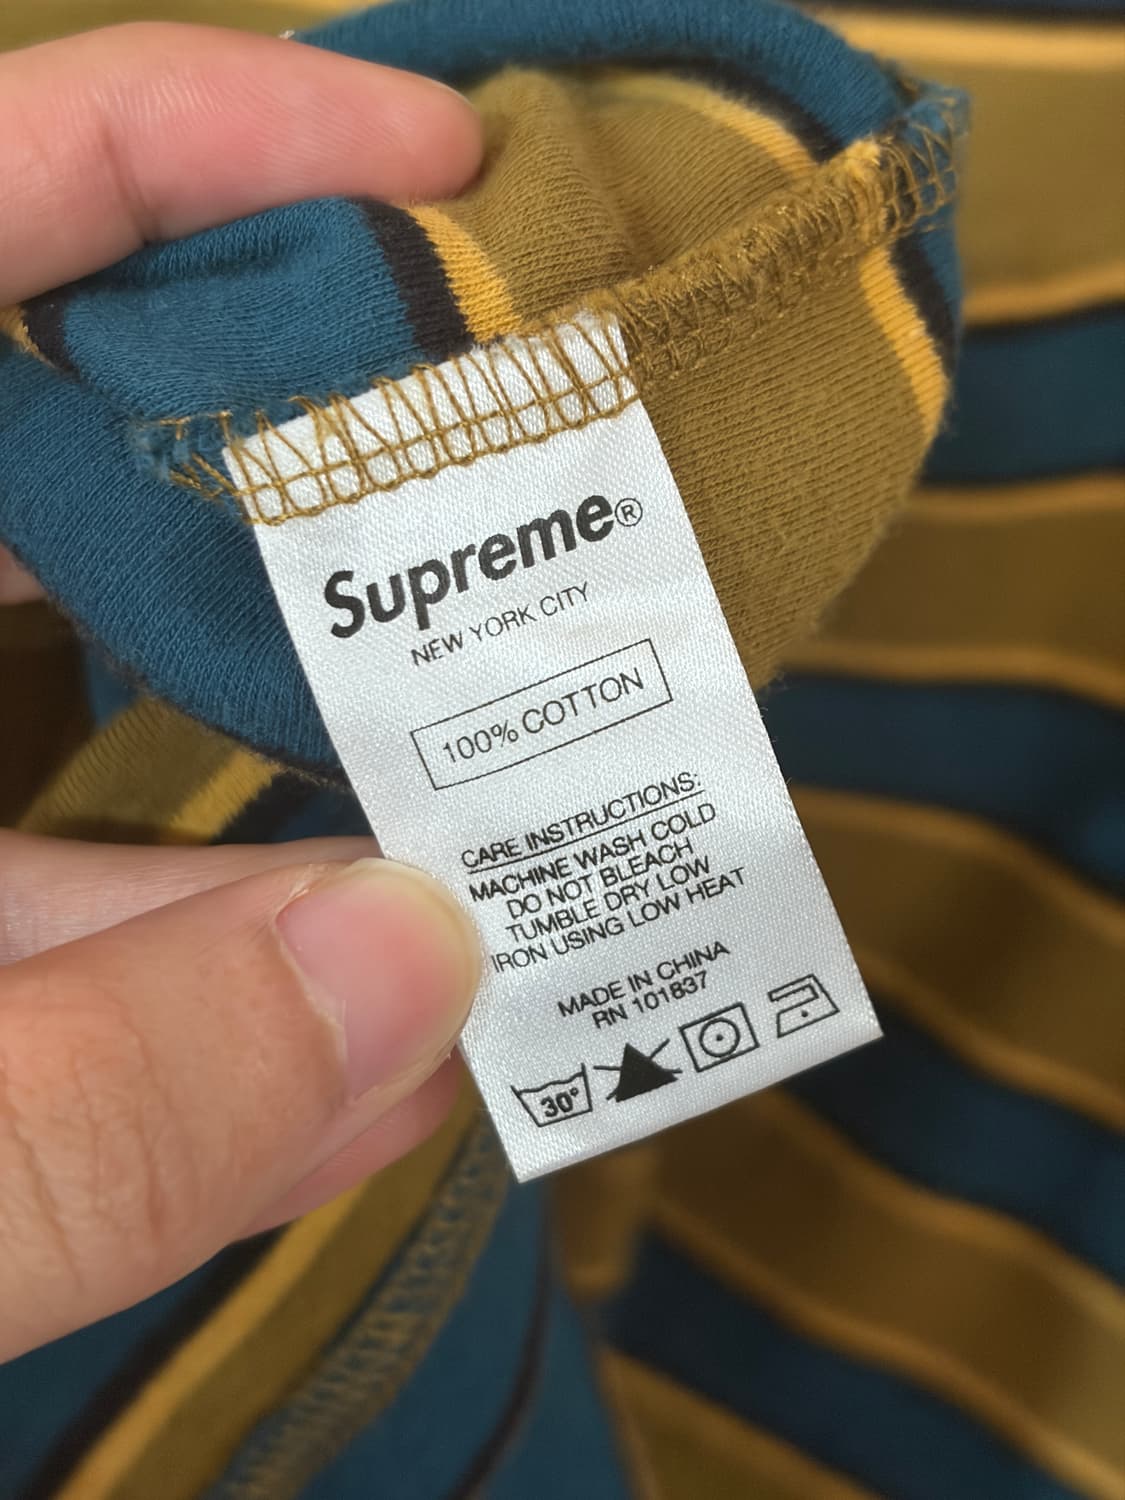 Supreme®
NEW YORK CITY
100% COTTON
CARE INSTRUCTIONS:
MACHINE WASH COLD
DO NOT BLEACH
TUMBLE DRY LOW
IRON USING LOW HEAT
MADE IN CHINA
RN 101837
30°